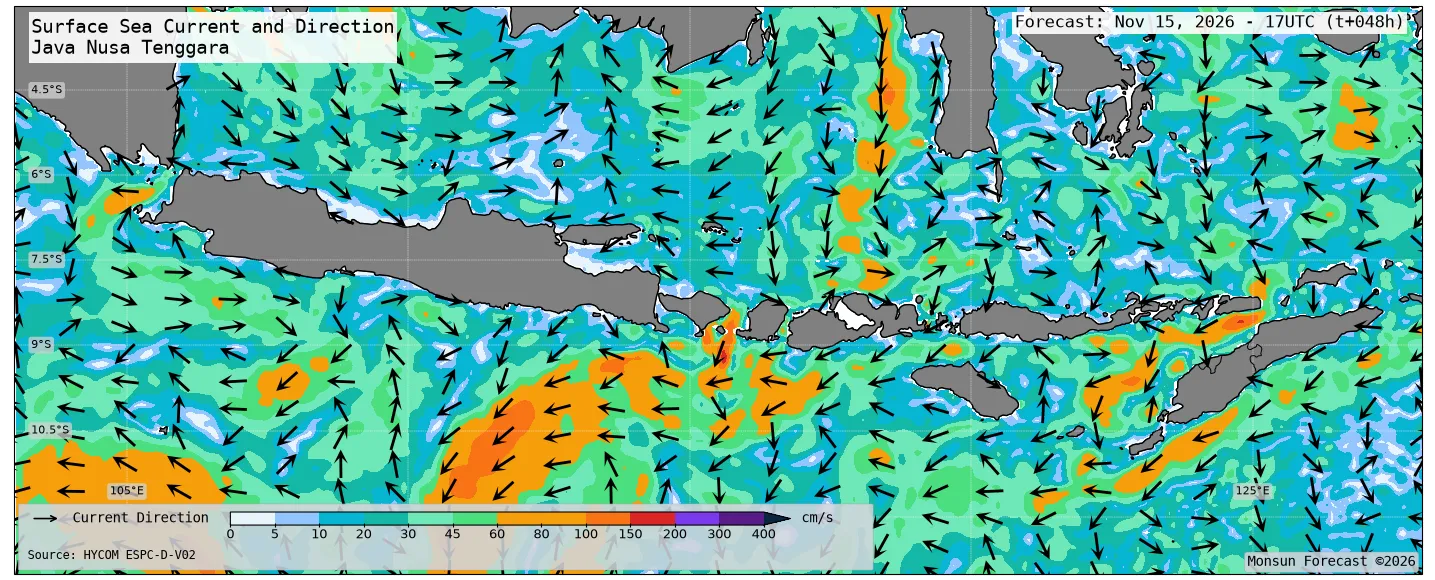 Surface Sea Current and Direction
Java Nusa Tenggara
Forecast: Nov 15, 2026 - 17UTC (t+048h)
4.5°S
6°S
7.5°S
9°S
10.5°S
105°E
125°E
Current Direction
0 5 10 20 30 45 60 80 100 150 200 300 400 cm/s
Source: HYCOM ESPC-D-V02
Monsun Forecast ©2026